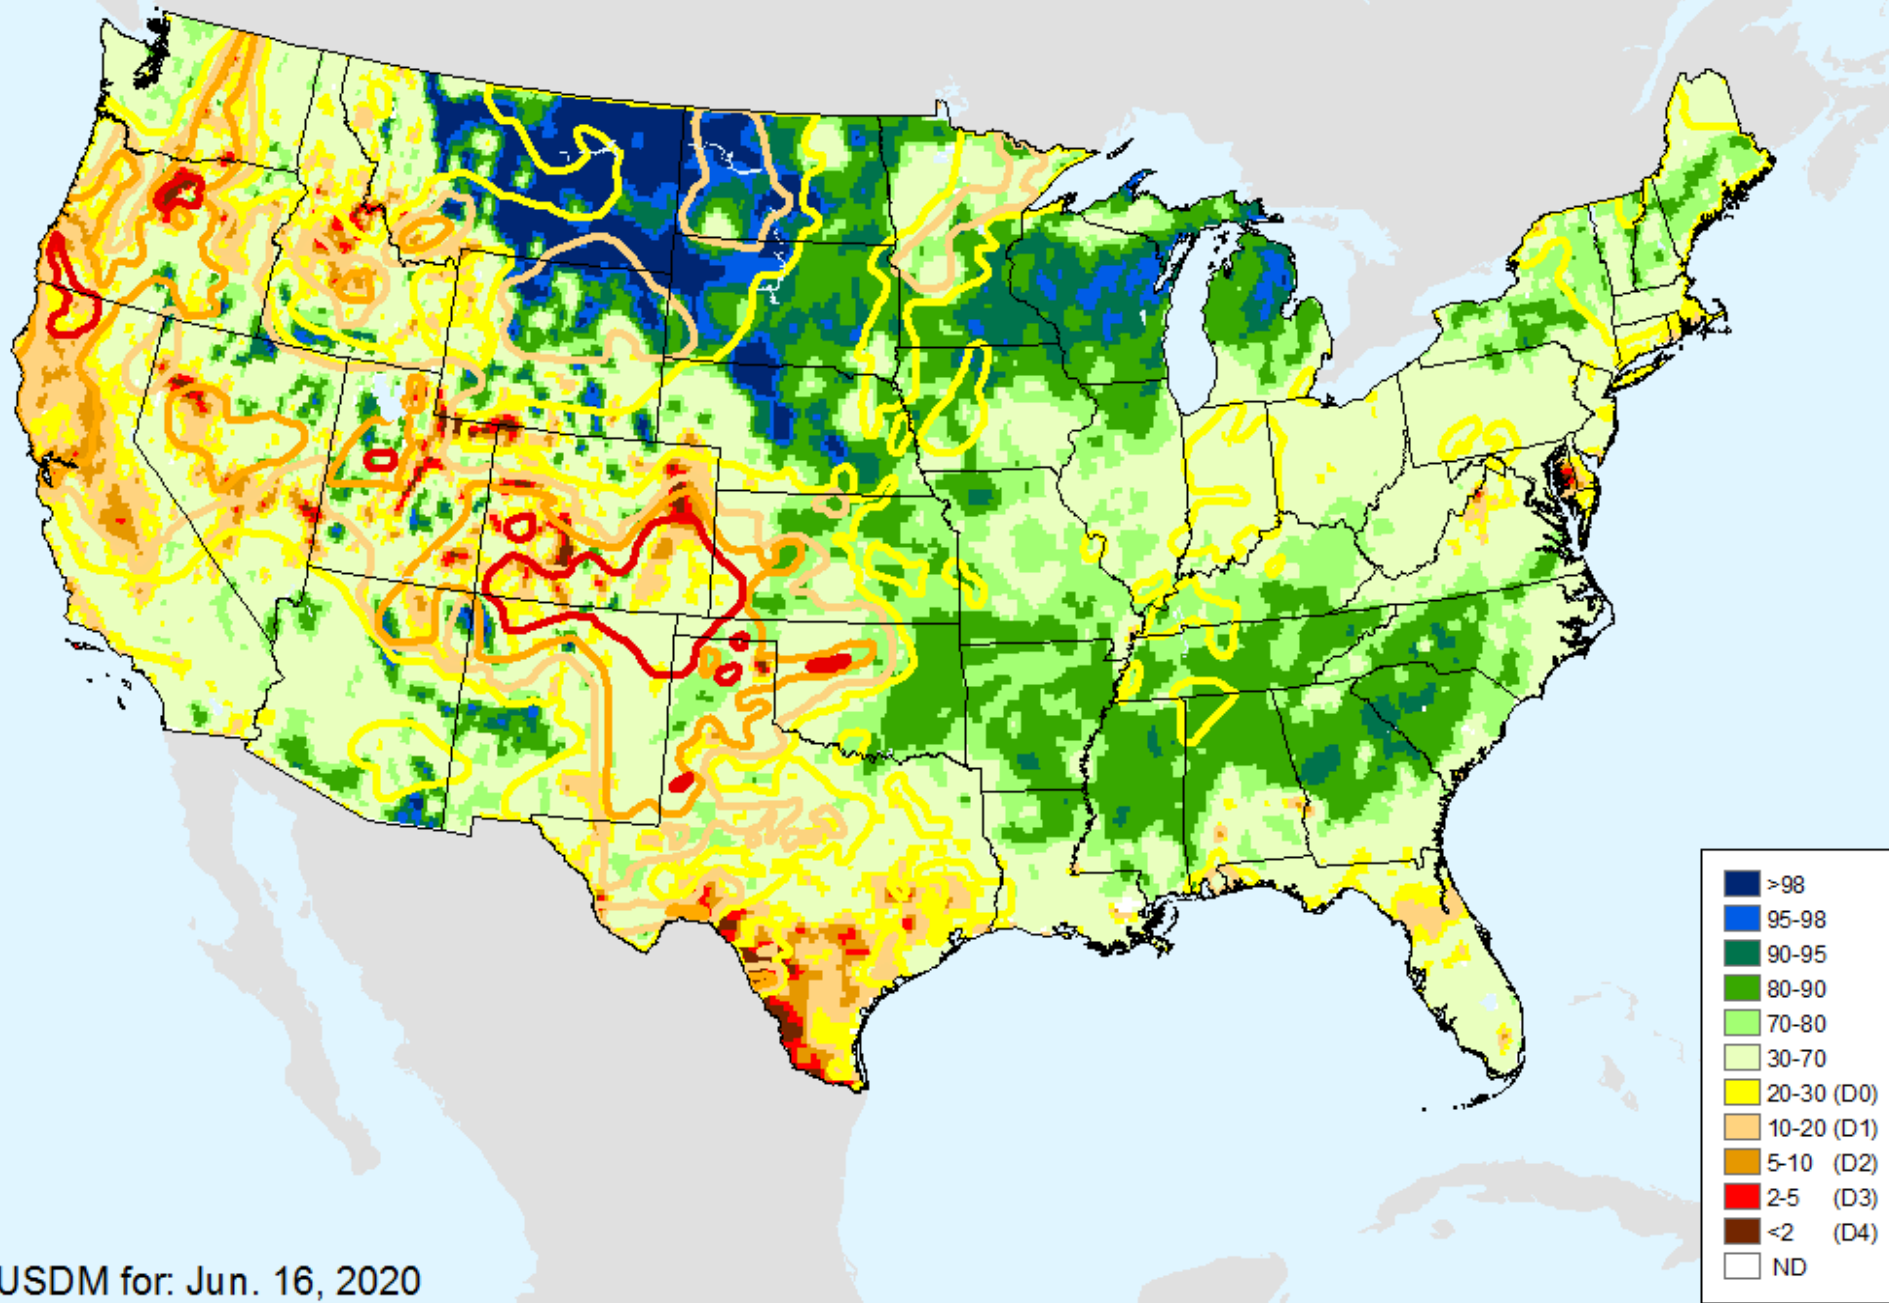 >98
95-98
90-95
80-90
70-80
30-70
20-30 (D0)
10-20 (D1)
5-10 (D2)
2-5 (D3)
<2 (D4)
ND
USDM for: Jun. 16, 2020